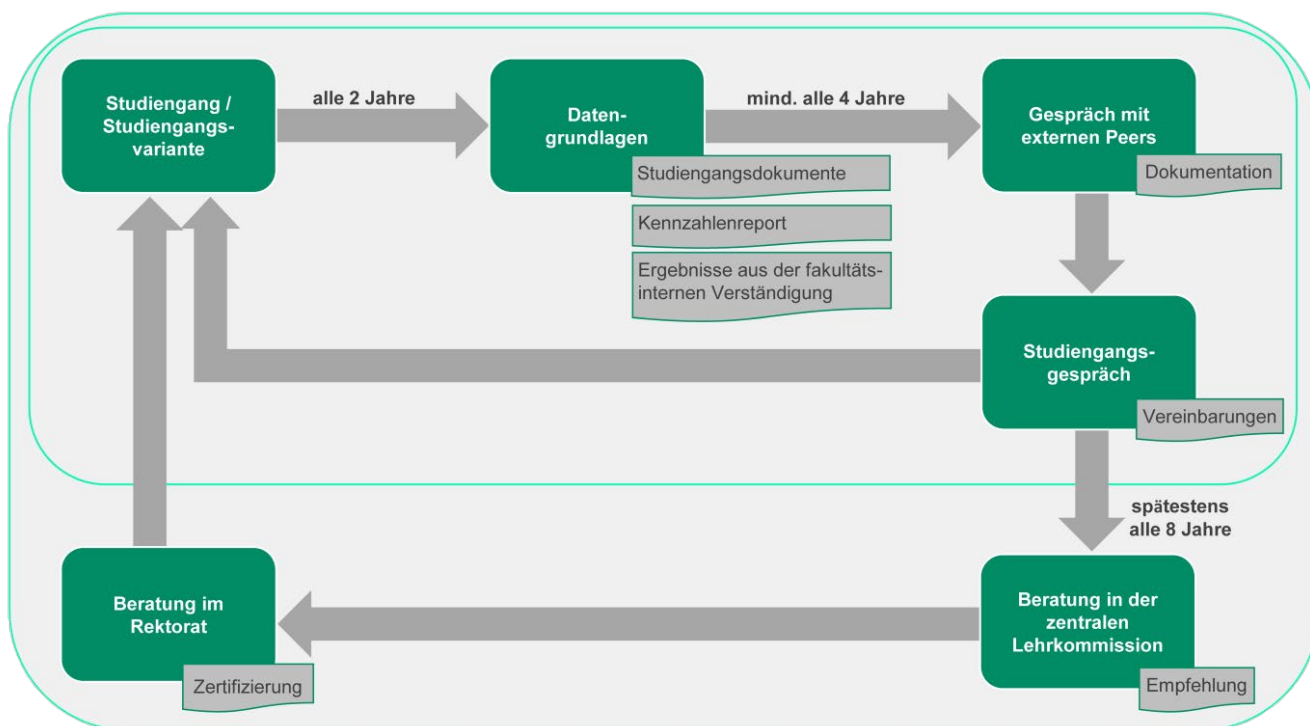 Studiengang /
Studiengangs-
variante
alle 2 Jahre
Daten-
grundlagen
Studiengangsdokumente
Kennzahlenreport
Ergebnisse aus der fakultäts-
internen Verständigung
mind. alle 4 Jahre
Gespräch mit
externen Peers
Dokumentation
Studiengangs-
gespräch
Vereinbarungen
spätestens
alle 8 Jahre
Beratung in der
zentralen
Lehrkommission
Empfehlung
Beratung im
Rektorat
Zertifizierung